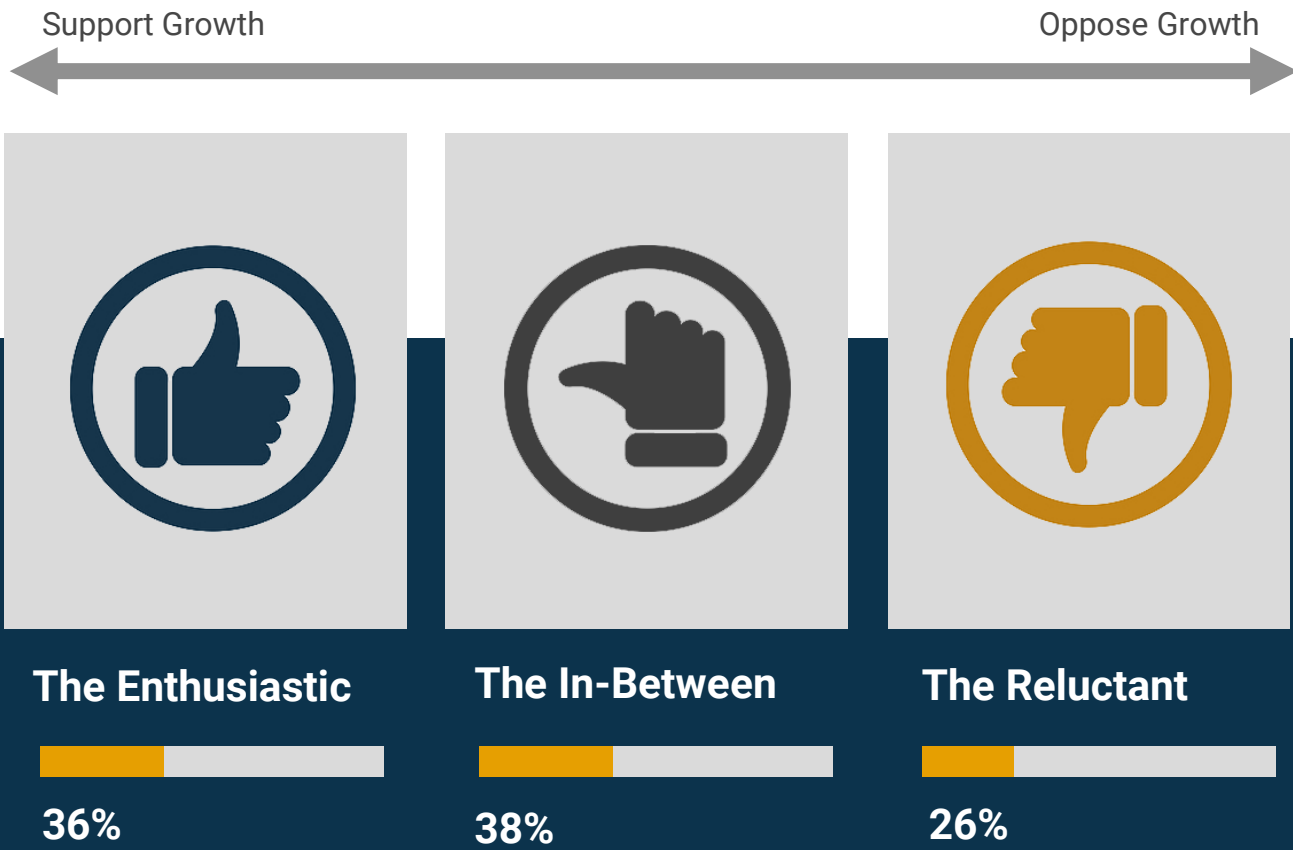 Support Growth
Oppose Growth
The Enthusiastic
The In-Between
The Reluctant
36%
38%
26%